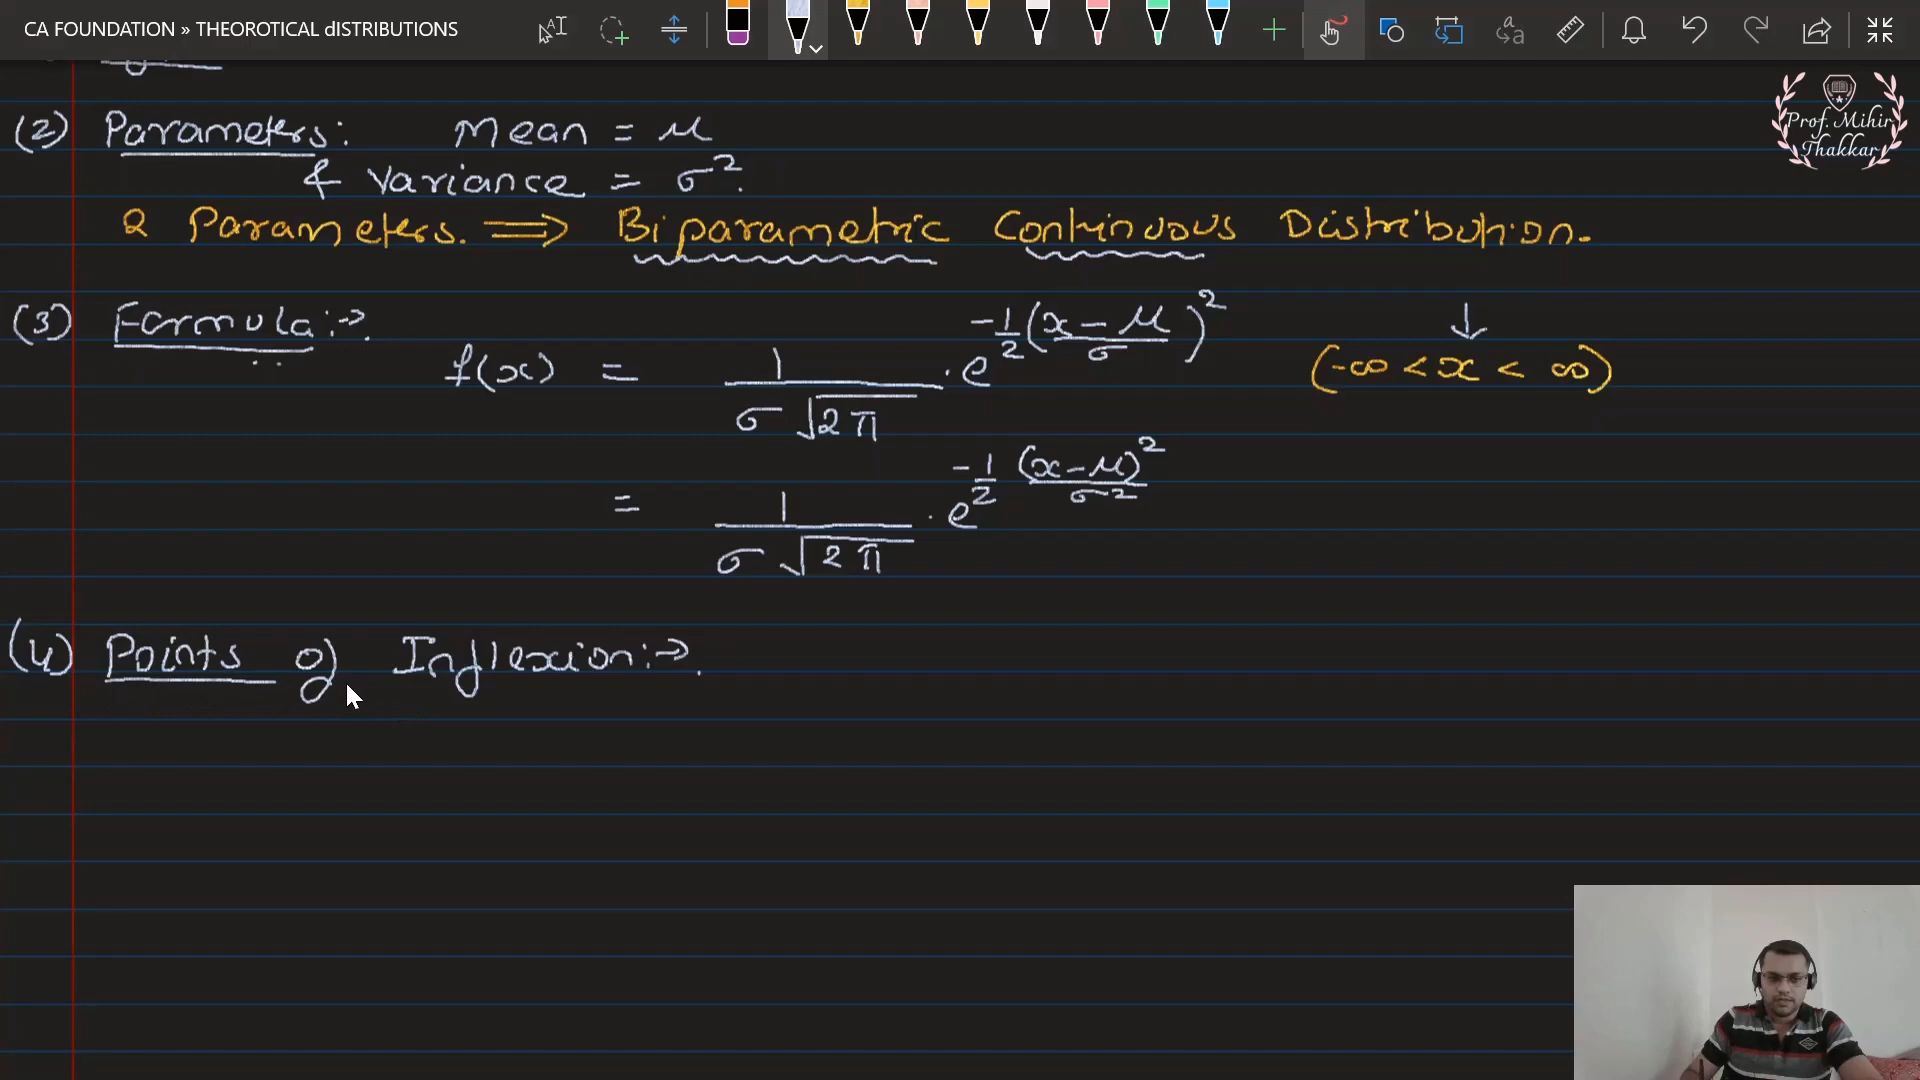 CA FOUNDATION » THEOROTICAL dISTRIBUTIONS
Prof. Mihir
Thakkar
(2) Parameters: Mean = μ
& Variance = σ².
2 Parameters. ⟹ Biparametric Continuous Distribution.
(3) Formula:→.
f(x) = 1/(σ√2π) · e^(-1/2 ((x-μ)/σ)²) ↓ (-∞ < x < ∞)
= 1/(σ√2π) · e^(-1/2 (x-μ)²/σ²)
(4) Points of Inflexion:→.